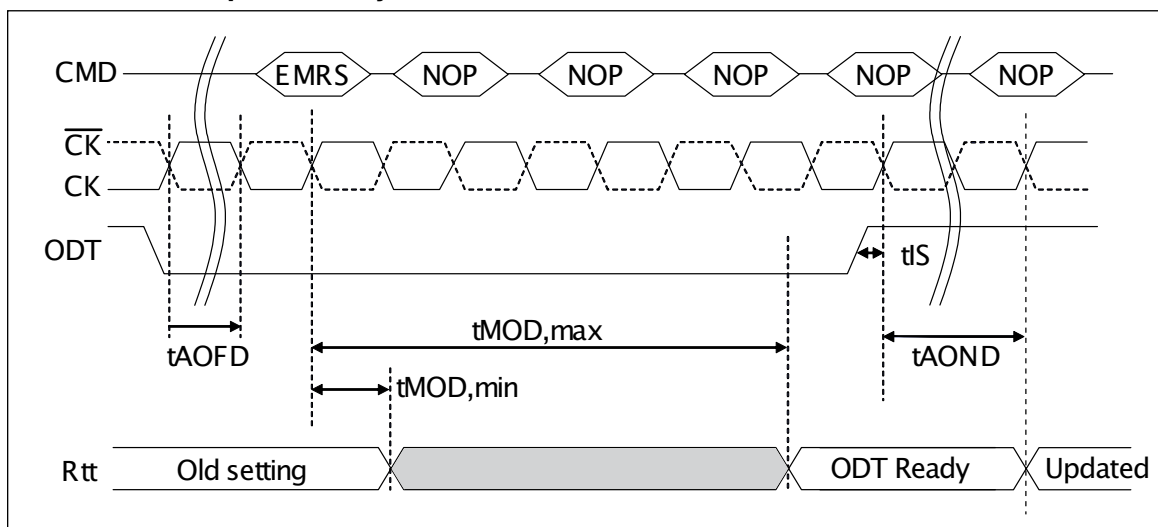 CMD EMRS NOP NOP NOP NOP NOP
CK
CK
ODT
tIS
tMOD,max
tAOFD
tAOND
tMOD,min
Rtt Old setting ODT Ready Updated